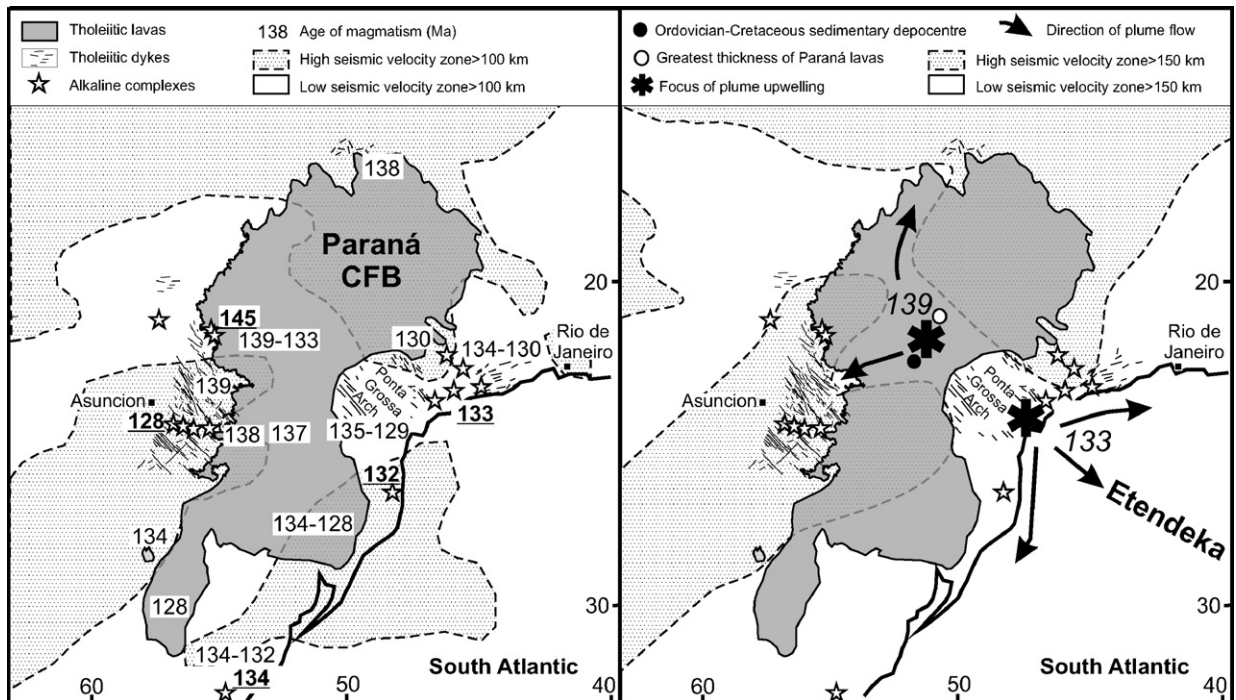 Tholeiitic lavas
138 Age of magmatism (Ma)
Tholeiitic dykes
High seismic velocity zone>100 km
Alkaline complexes
Low seismic velocity zone>100 km
138
Paraná
CFB
20
145
139-133
130
134-130
Rio de
Janeiro
139
Ponta
Grossa
Arch
Asuncion
128
138
137
135-129
133
132
134
134-128
128
30
134-132
134
South Atlantic
60
50
40
Ordovician-Cretaceous sedimentary depocentre
Direction of plume flow
Greatest thickness of Paraná lavas
High seismic velocity zone>150 km
Focus of plume upwelling
Low seismic velocity zone>150 km
20
139
Rio de
Janeiro
Ponta
Grossa
Arch
Asuncion
133
Etendeka
30
South Atlantic
60
50
40